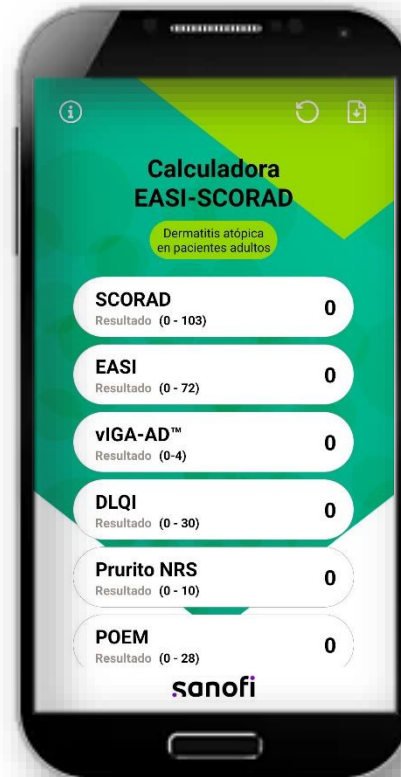 Calculadora
EASI-SCORAD
Dermatitis atópica
en pacientes adultos
SCORAD
Resultado (0 - 103)
0
EASI
Resultado (0 - 72)
0
vIGA-AD™
Resultado (0-4)
0
DLQI
Resultado (0 - 30)
0
Prurito NRS
Resultado (0 - 10)
0
POEM
Resultado (0 - 28)
0
sanofi